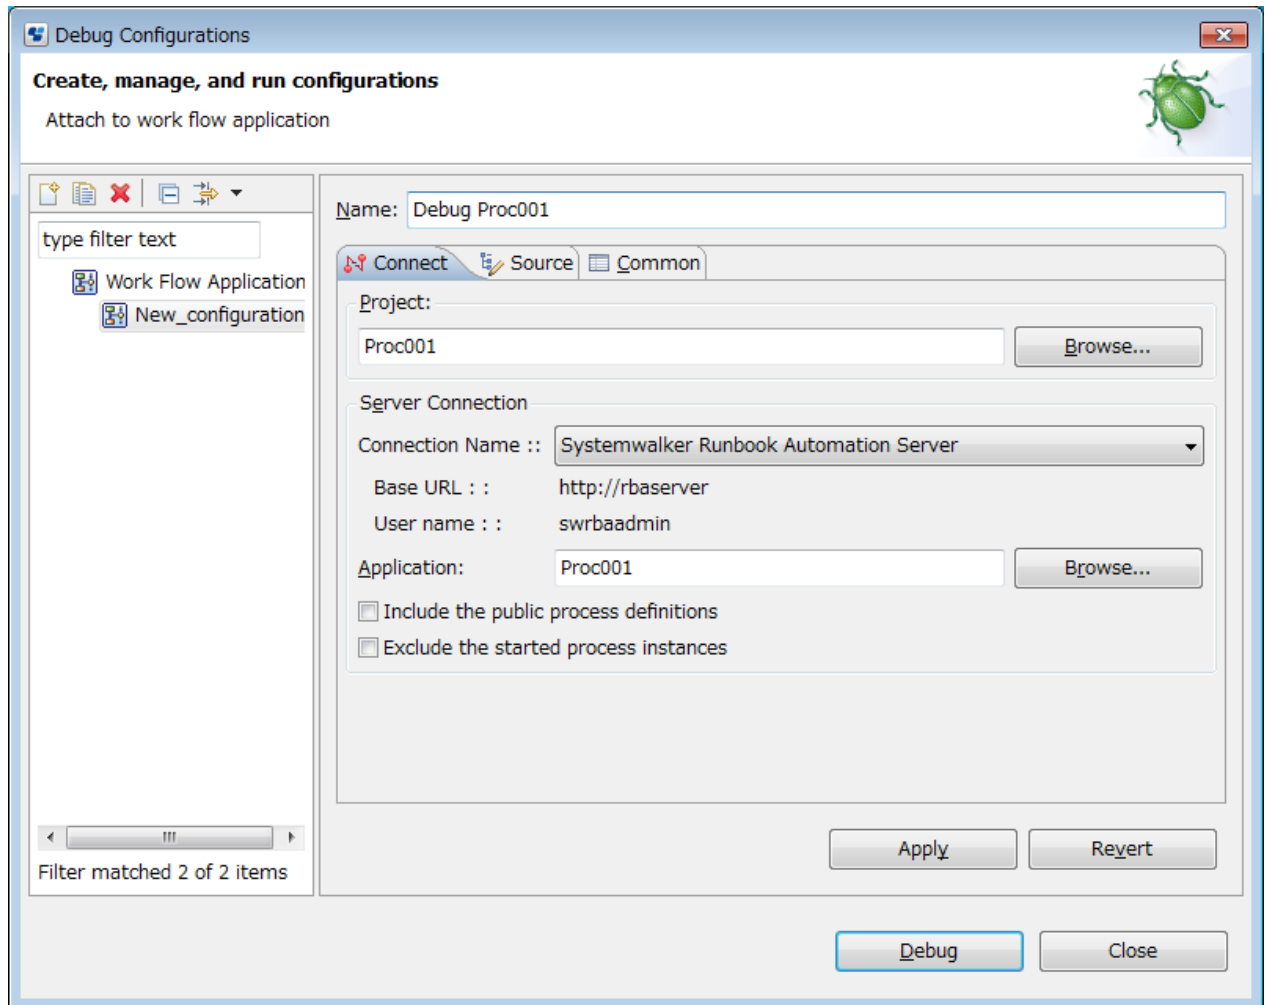 Debug Configurations
Create, manage, and run configurations
Attach to work flow application
type filter text
Work Flow Application
New_configuration
Filter matched 2 of 2 items
Name: Debug Proc001
Connect Source Common
Project:
Proc001 Browse...
Server Connection
Connection Name :: Systemwalker Runbook Automation Server
Base URL : : http://rbaserver
User name : : swrbaadmin
Application: Proc001 Browse...
Include the public process definitions
Exclude the started process instances
Apply Revert
Debug Close